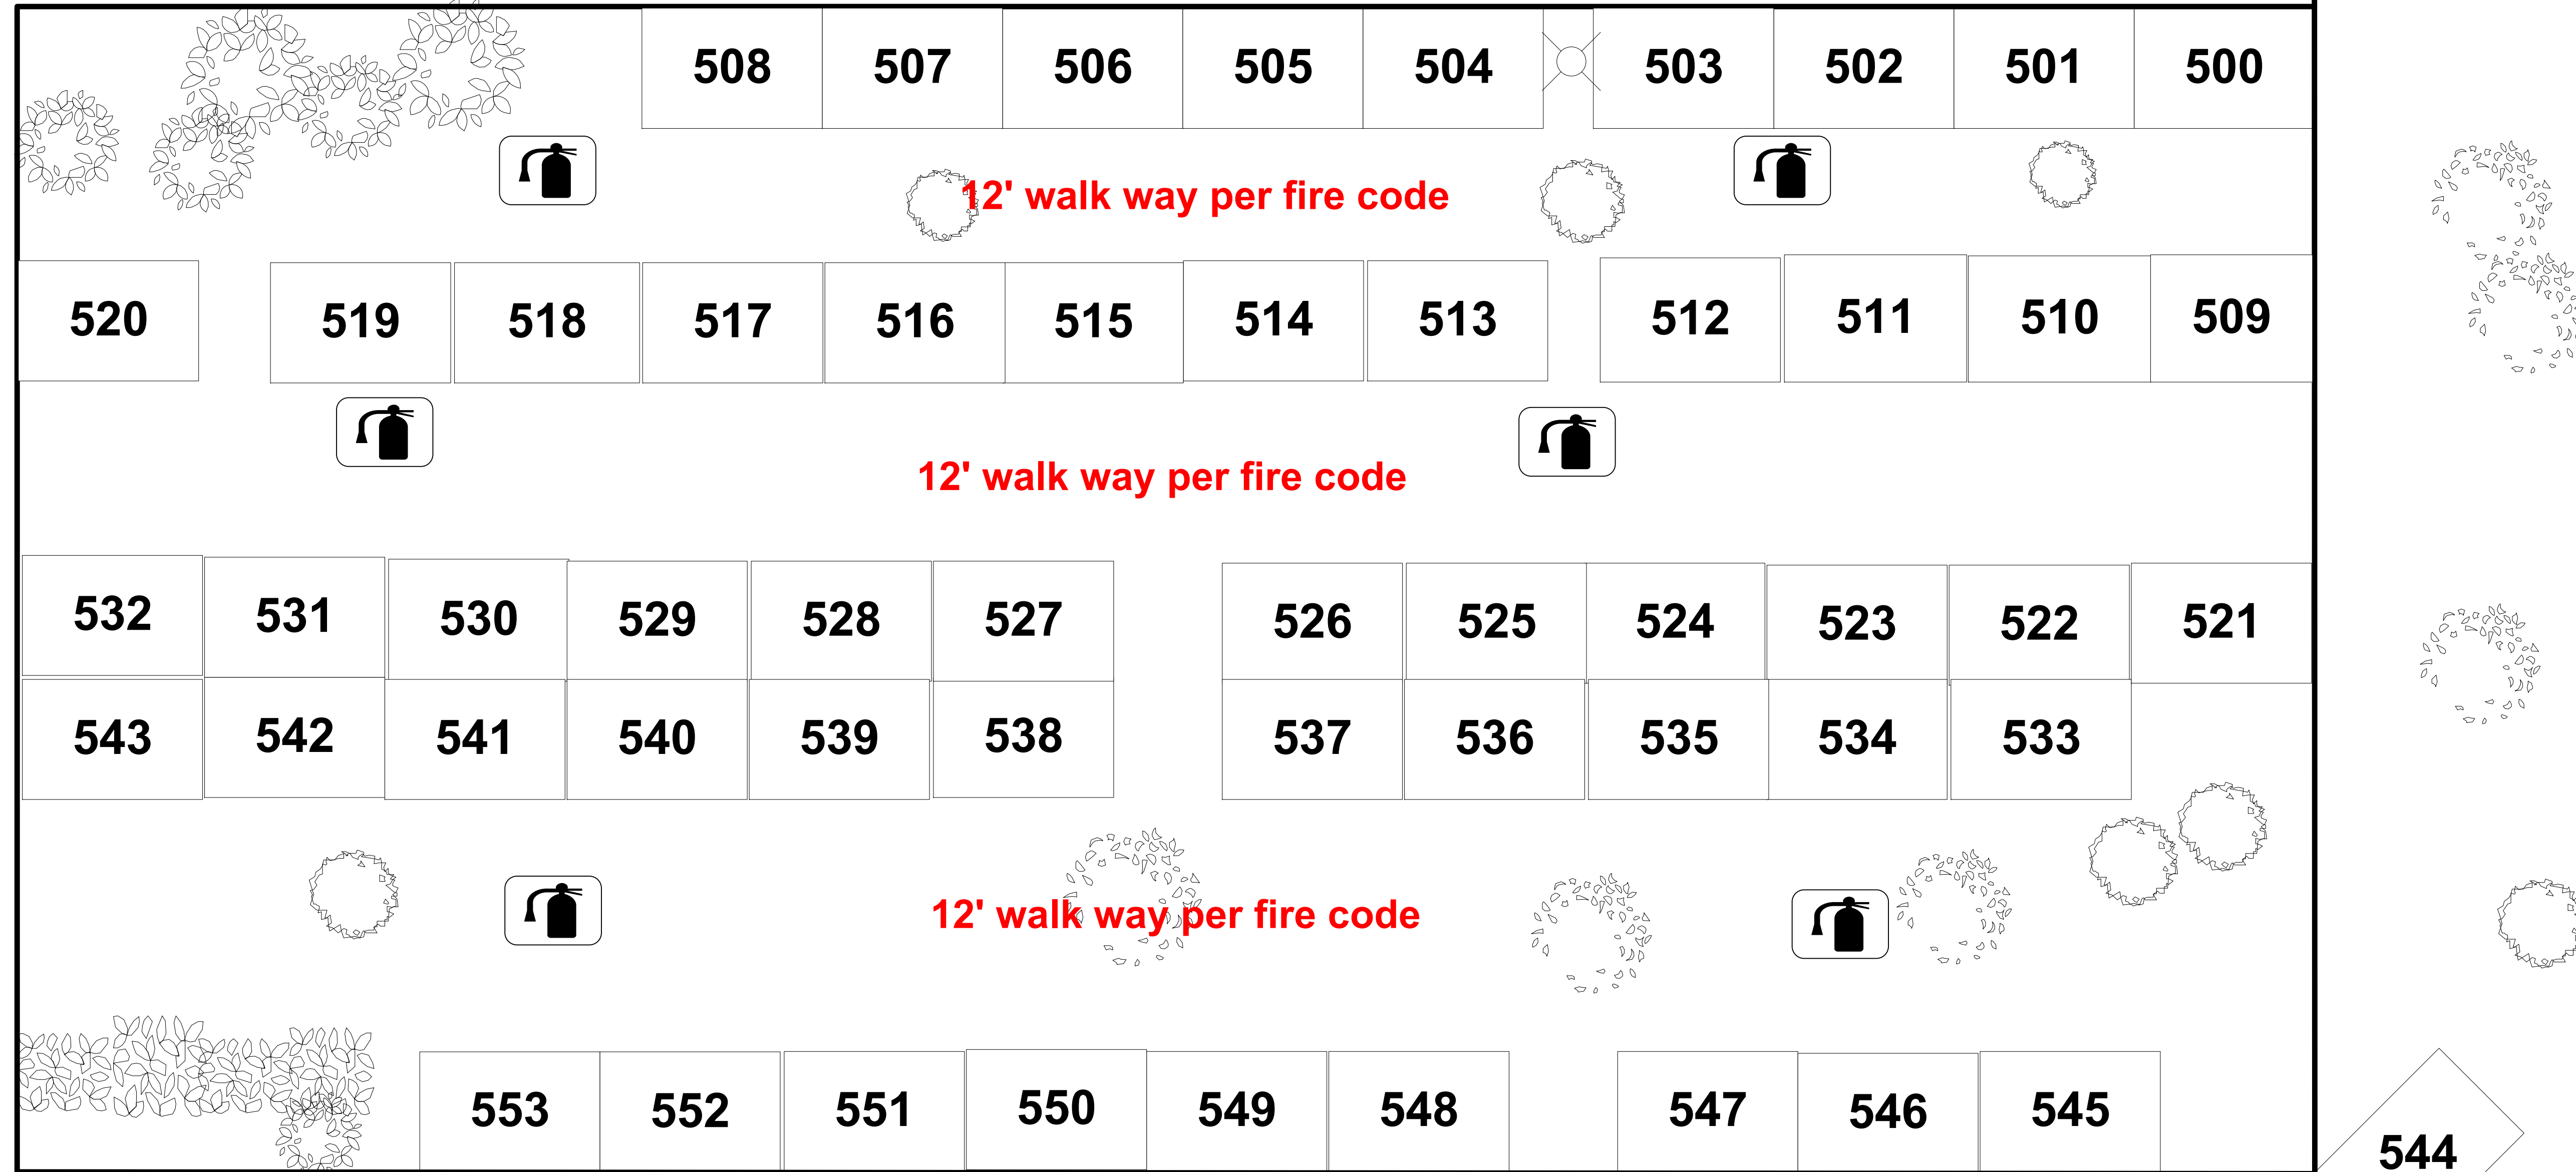 508 507 506 505 504 503 502 501 500
12' walk way per fire code
520 519 518 517 516 515 514 513 512 511 510 509
12' walk way per fire code
532 531 530 529 528 527 526 525 524 523 522 521
543 542 541 540 539 538 537 536 535 534 533
12' walk way per fire code
553 552 551 550 549 548 547 546 545
544